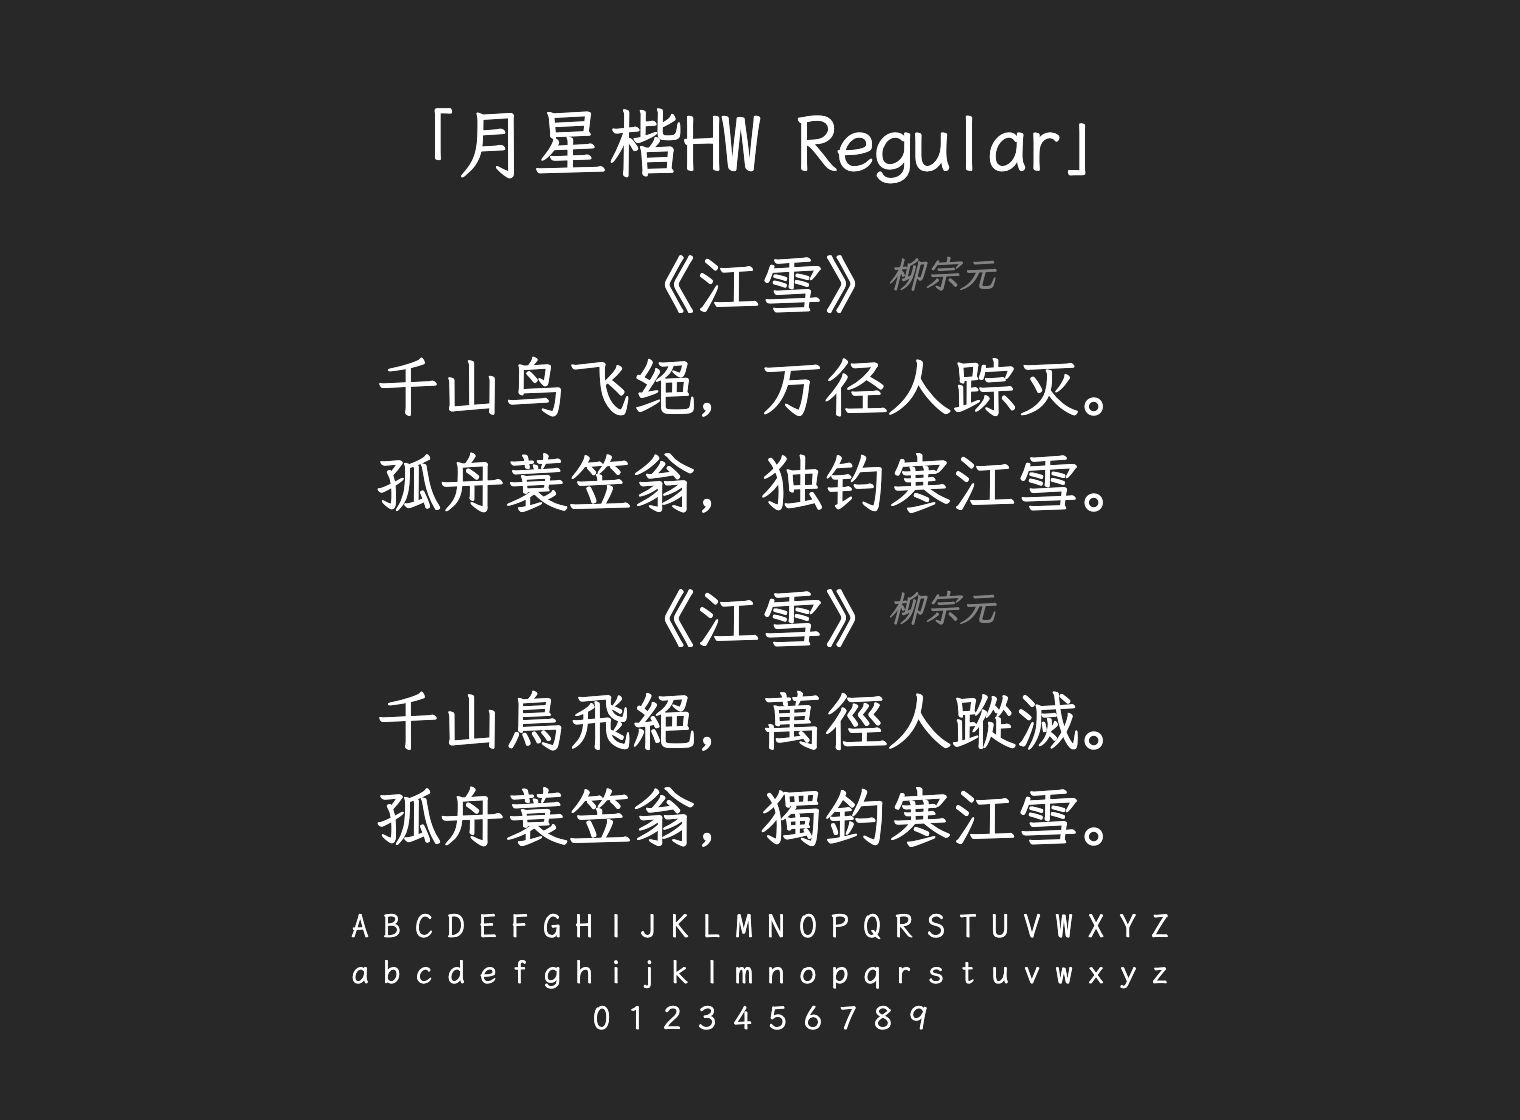 「月星楷HW Regular」
《江雪》 柳宗元
千山鸟飞绝，万径人踪灭。
孤舟蓑笠翁，独钓寒江雪。
《江雪》 柳宗元
千山鳥飛絕，萬徑人蹤滅。
孤舟蓑笠翁，獨釣寒江雪。
A B C D E F G H I J K L M N O P Q R S T U V W X Y Z
a b c d e f g h i j k l m n o p q r s t u v w x y z
0 1 2 3 4 5 6 7 8 9